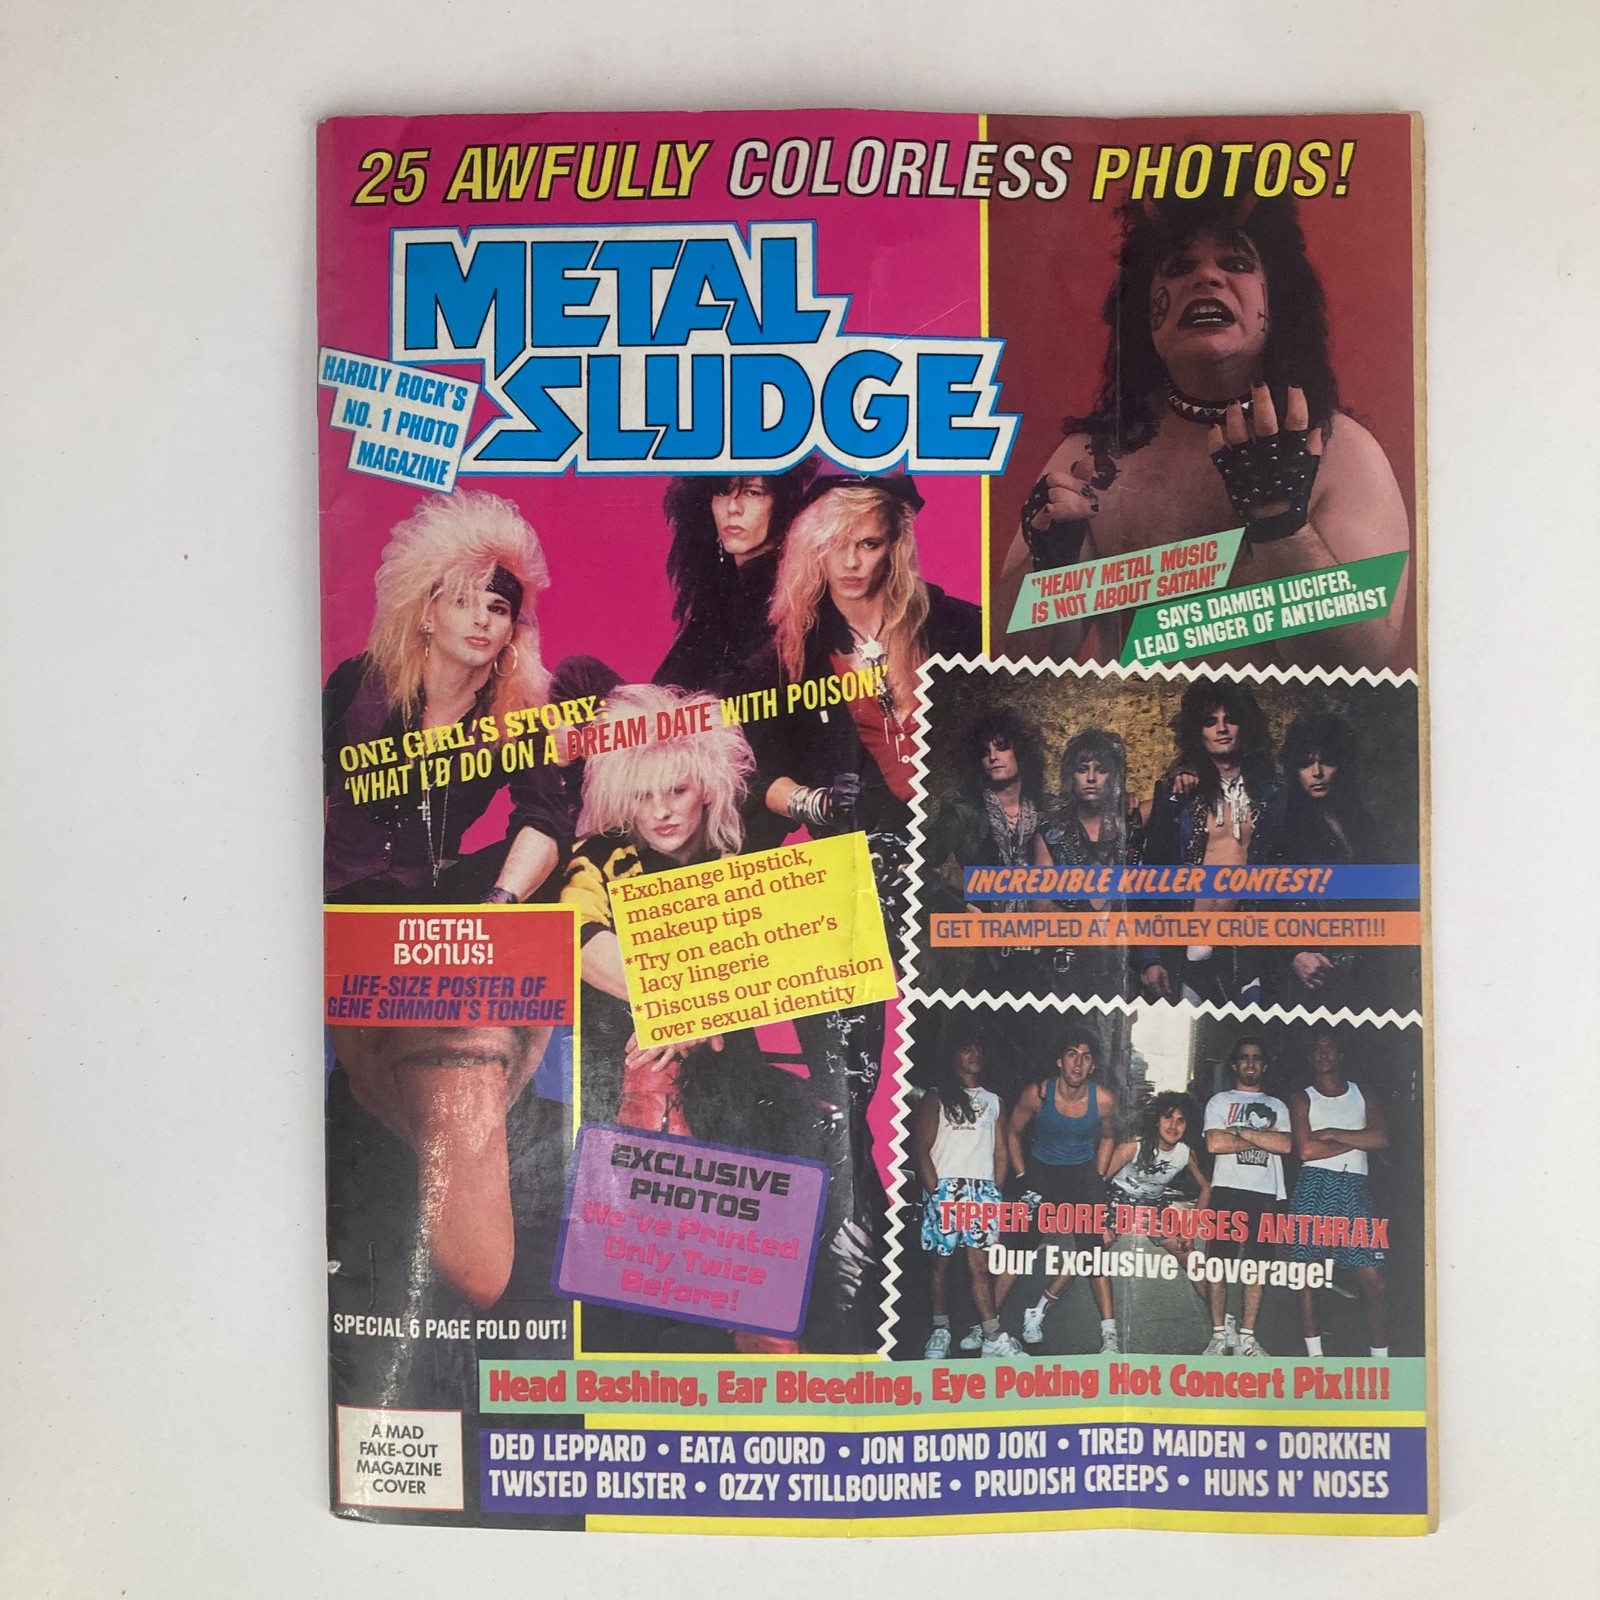 25 AWFULLY COLORLESS PHOTOS!
METAL
SLUDGE
HARDLY ROCK'S
NO. 1 PHOTO
MAGAZINE
"HEAVY METAL MUSIC
IS NOT ABOUT SATAN!"
SAYS DAMIEN LUCIFER,
LEAD SINGER OF ANTICHRIST
ONE GIRL'S STORY:
'WHAT I'D DO ON A DREAM DATE WITH POISON!'
*Exchange lipstick,
mascara and other
makeup tips
*Try on each other's
lacy lingerie
*Discuss our confusion
over sexual identity
INCREDIBLE KILLER CONTEST!
GET TRAMPLED AT A MÖTLEY CRÜE CONCERT!!!
METAL
BONUS!
LIFE-SIZE POSTER OF
GENE SIMMON'S TONGUE
SPECIAL 6 PAGE FOLD OUT!
EXCLUSIVE
PHOTOS
We've Printed
Only Twice
Before!
TIPPER GORE DELOUSES ANTHRAX
Our Exclusive Coverage!
Head Bashing, Ear Bleeding, Eye Poking Hot Concert Pix!!!!
DED LEPPARD • EATA GOURD • JON BLOND JOKI • TIRED MAIDEN • DORKKEN
TWISTED BLISTER • OZZY STILLBOURNE • PRUDISH CREEPS • HUNS N' NOSES
A MAD
FAKE-OUT
MAGAZINE
COVER